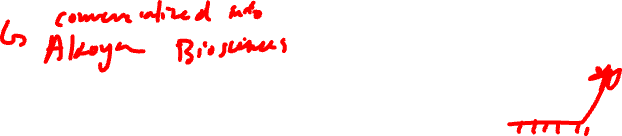 ↳ commercialized into
Akoya Biosciences